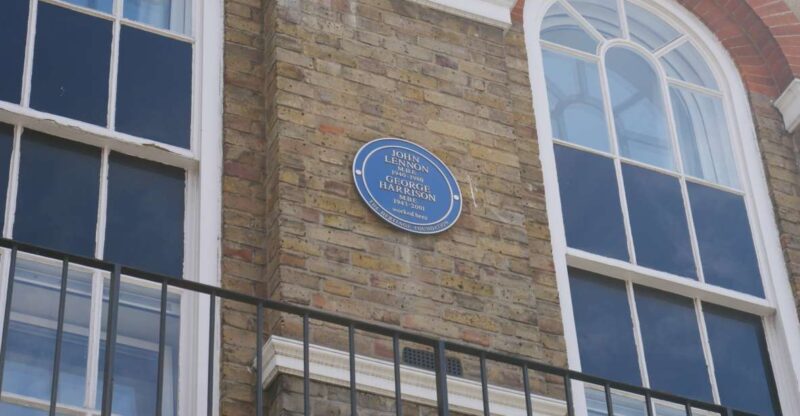 JOHN
LENNON
M.B.E.
1940-1980
GEORGE
HARRISON
M.B.E.
1943-2001
worked here
THE HERITAGE FOUNDATION